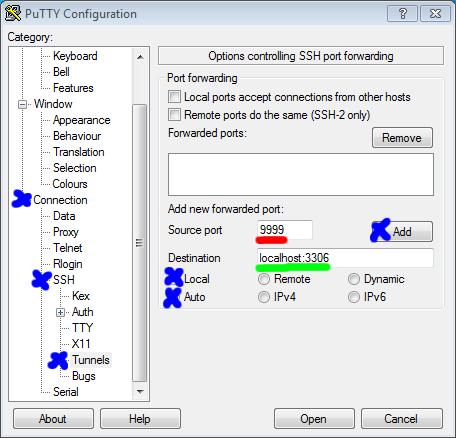 PuTTY Configuration
Category:
Keyboard
Bell
Features
Window
Appearance
Behaviour
Translation
Selection
Colours
Connection
Data
Proxy
Telnet
Rlogin
SSH
Kex
Auth
TTY
X11
Tunnels
Bugs
Serial
Options controlling SSH port forwarding
Port forwarding
Local ports accept connections from other hosts
Remote ports do the same (SSH-2 only)
Forwarded ports:
Remove
Add new forwarded port:
Source port 9999 Add
Destination localhost:3306
Local Remote Dynamic
Auto IPv4 IPv6
About Help Open Cancel